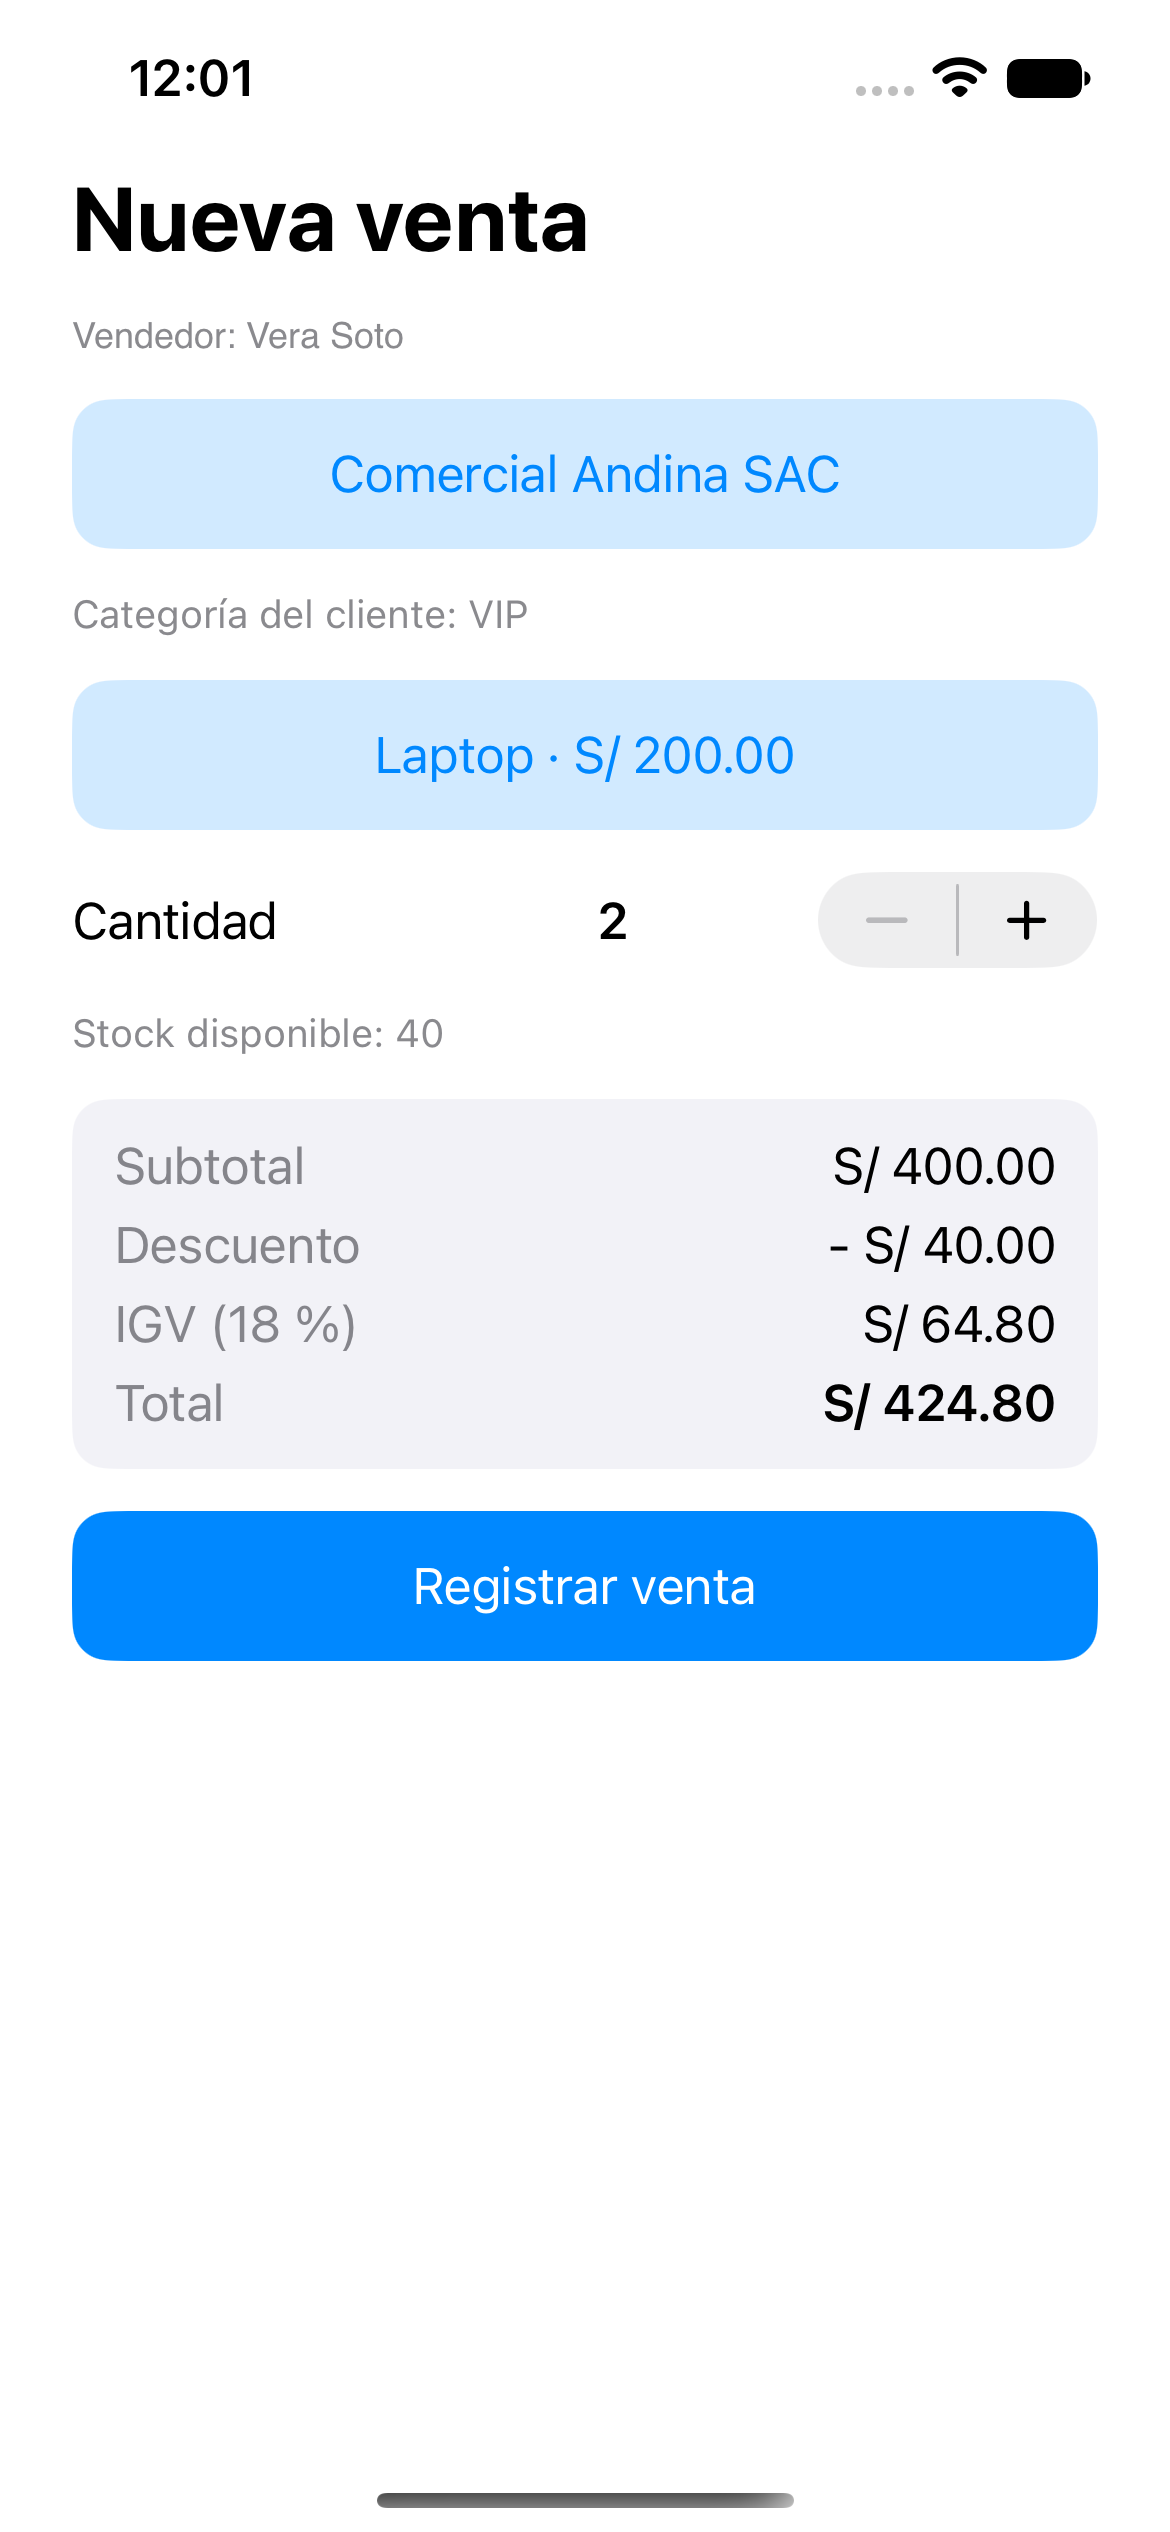 12:01
Nueva venta
Vendedor: Vera Soto
Comercial Andina SAC
Categoría del cliente: VIP
Laptop · S/ 200.00
Cantidad 2
Stock disponible: 40
Subtotal S/ 400.00
Descuento - S/ 40.00
IGV (18 %) S/ 64.80
Total S/ 424.80
Registrar venta